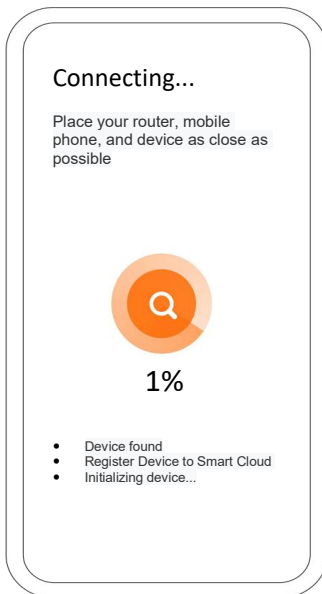 Connecting...
Place your router, mobile
phone, and device as close as
possible
1%
• Device found
• Register Device to Smart Cloud
• Initializing device...